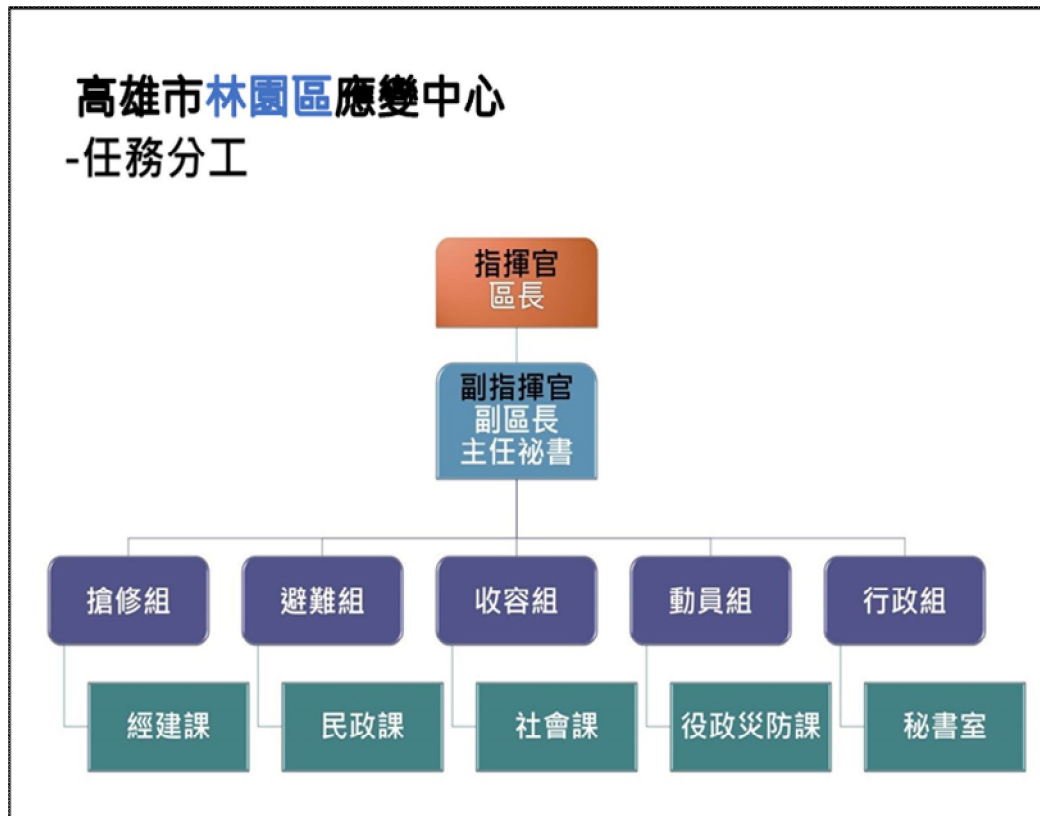 高雄市林園區應變中心
-任務分工
指揮官
區長
副指揮官
副區長
主任祕書
搶修組
避難組
收容組
動員組
行政組
經建課
民政課
社會課
役政災防課
秘書室